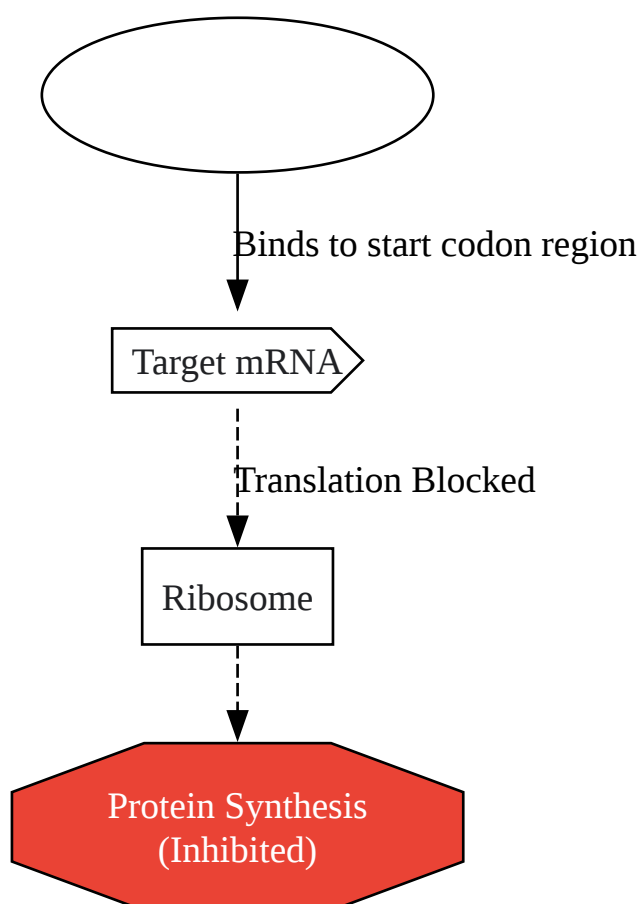 Binds to start codon region
Target mRNA
Translation Blocked
Ribosome
Protein Synthesis
(Inhibited)